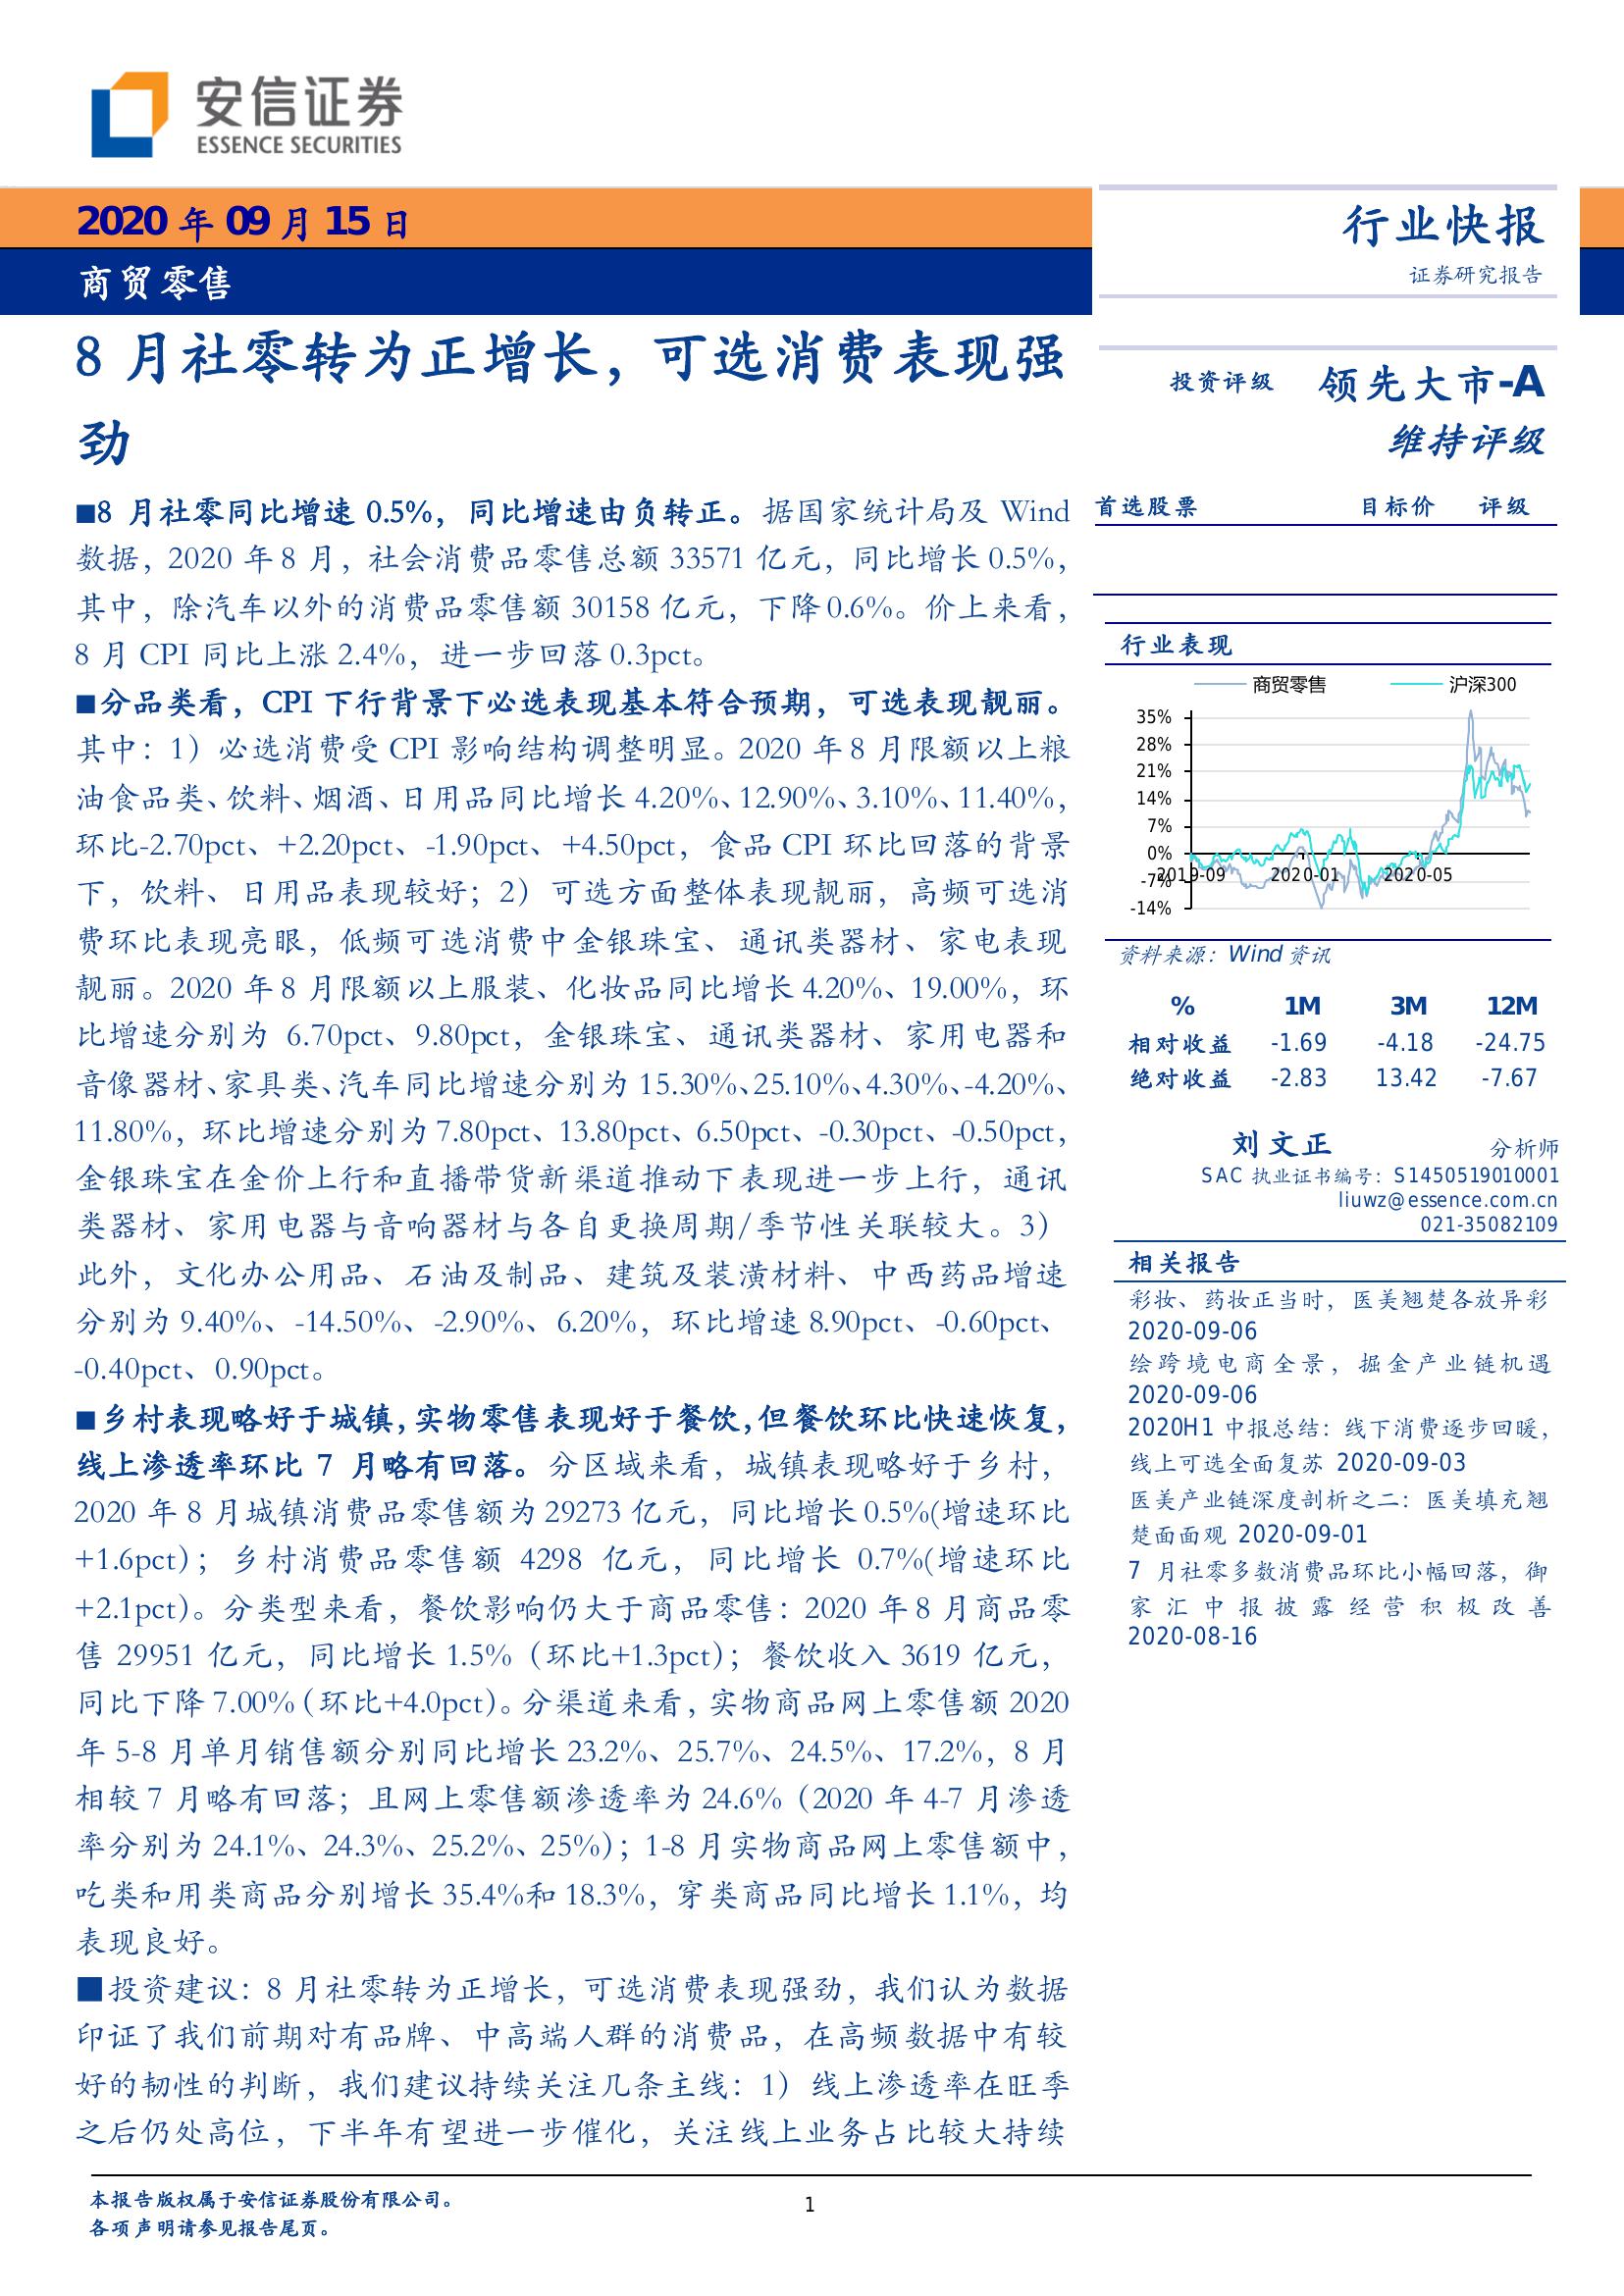 安信证券
ESSENCE SECURITIES
2020 年 09 月 15 日
商贸零售
行业快报
证券研究报告
8 月社零转为正增长，可选消费表现强
劲
■8 月社零同比增速 0.5%，同比增速由负转正。据国家统计局及 Wind
数据，2020 年 8 月，社会消费品零售总额 33571 亿元，同比增长 0.5%，
其中，除汽车以外的消费品零售额 30158 亿元，下降 0.6%。价上来看，
8 月 CPI 同比上涨 2.4%，进一步回落 0.3pct。
■分品类看，CPI 下行背景下必选表现基本符合预期，可选表现靓丽。
其中：1）必选消费受 CPI 影响结构调整明显。2020 年 8 月限额以上粮
油食品类、饮料、烟酒、日用品同比增长 4.20%、12.90%、3.10%、11.40%，
环比-2.70pct、+2.20pct、-1.90pct、+4.50pct，食品 CPI 环比回落的背景
下，饮料、日用品表现较好；2）可选方面整体表现靓丽，高频可选消
费环比表现亮眼，低频可选消费中金银珠宝、通讯类器材、家电表现
靓丽。2020 年 8 月限额以上服装、化妆品同比增长 4.20%、19.00%，环
比增速分别为 6.70pct、9.80pct，金银珠宝、通讯类器材、家用电器和
音像器材、家具类、汽车同比增速分别为 15.30%、25.10%、4.30%、-4.20%、
11.80%，环比增速分别为 7.80pct、13.80pct、6.50pct、-0.30pct、-0.50pct，
金银珠宝在金价上行和直播带货新渠道推动下表现进一步上行，通讯
类器材、家用电器与音响器材与各自更换周期/季节性关联较大。3）
此外，文化办公用品、石油及制品、建筑及装潢材料、中西药品增速
分别为 9.40%、-14.50%、-2.90%、6.20%，环比增速 8.90pct、-0.60pct、
-0.40pct、0.90pct。
■乡村表现略好于城镇，实物零售表现好于餐饮，但餐饮环比快速恢复，
线上渗透率环比 7 月略有回落。分区域来看，城镇表现略好于乡村，
2020 年 8 月城镇消费品零售额为 29273 亿元，同比增长 0.5%(增速环比
+1.6pct)；乡村消费品零售额 4298 亿元，同比增长 0.7%(增速环比
+2.1pct)。分类型来看，餐饮影响仍大于商品零售：2020 年 8 月商品零
售 29951 亿元，同比增长 1.5%（环比+1.3pct）；餐饮收入 3619 亿元，
同比下降 7.00%（环比+4.0pct）。分渠道来看，实物商品网上零售额 2020
年 5-8 月单月销售额分别同比增长 23.2%、25.7%、24.5%、17.2%，8 月
相较 7 月略有回落；且网上零售额渗透率为 24.6%（2020 年 4-7 月渗透
率分别为 24.1%、24.3%、25.2%、25%）；1-8 月实物商品网上零售额中，
吃类和用类商品分别增长 35.4%和 18.3%，穿类商品同比增长 1.1%，均
表现良好。
■投资建议：8 月社零转为正增长，可选消费表现强劲，我们认为数据
印证了我们前期对有品牌、中高端人群的消费品，在高频数据中有较
好的韧性的判断，我们建议持续关注几条主线：1）线上渗透率在旺季
之后仍处高位，下半年有望进一步催化，关注线上业务占比较大持续
投资评级 领先大市-A
维持评级
首选股票 目标价 评级
行业表现
商贸零售 沪深300
35%
28%
21%
14%
7%
0%
-7%
-14%
2019-09 2020-01 2020-05
资料来源：Wind 资讯
% 1M 3M 12M
相对收益 -1.69 -4.18 -24.75
绝对收益 -2.83 13.42 -7.67
刘文正 分析师
SAC 执业证书编号：S1450519010001
liuwz@essence.com.cn
021-35082109
相关报告
彩妆、药妆正当时，医美翘楚各放异彩
2020-09-06
绘跨境电商全景，掘金产业链机遇
2020-09-06
2020H1 中报总结：线下消费逐步回暖，
线上可选全面复苏 2020-09-03
医美产业链深度剖析之二：医美填充翘
楚面面观 2020-09-01
7 月社零多数消费品环比小幅回落，御
家汇中报披露经营积极改善
2020-08-16
本报告版权属于安信证券股份有限公司。
各项声明请参见报告尾页。
1